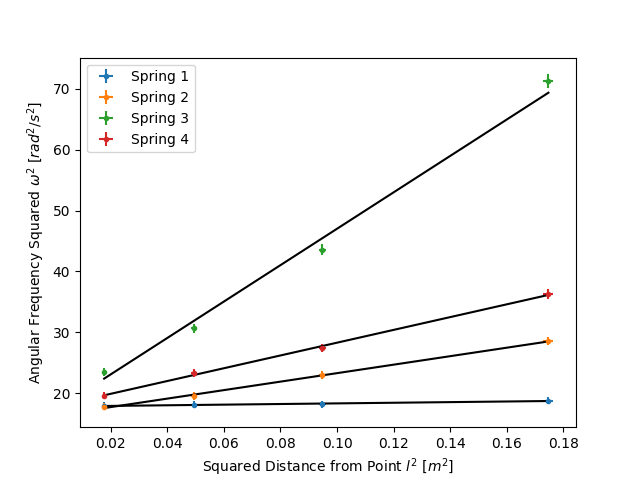 Spring 1
Spring 2
Spring 3
Spring 4
70
60
50
40
30
20
Angular Frequency Squared ω² [rad²/s²]
0.02 0.04 0.06 0.08 0.10 0.12 0.14 0.16 0.18
Squared Distance from Point l² [m²]